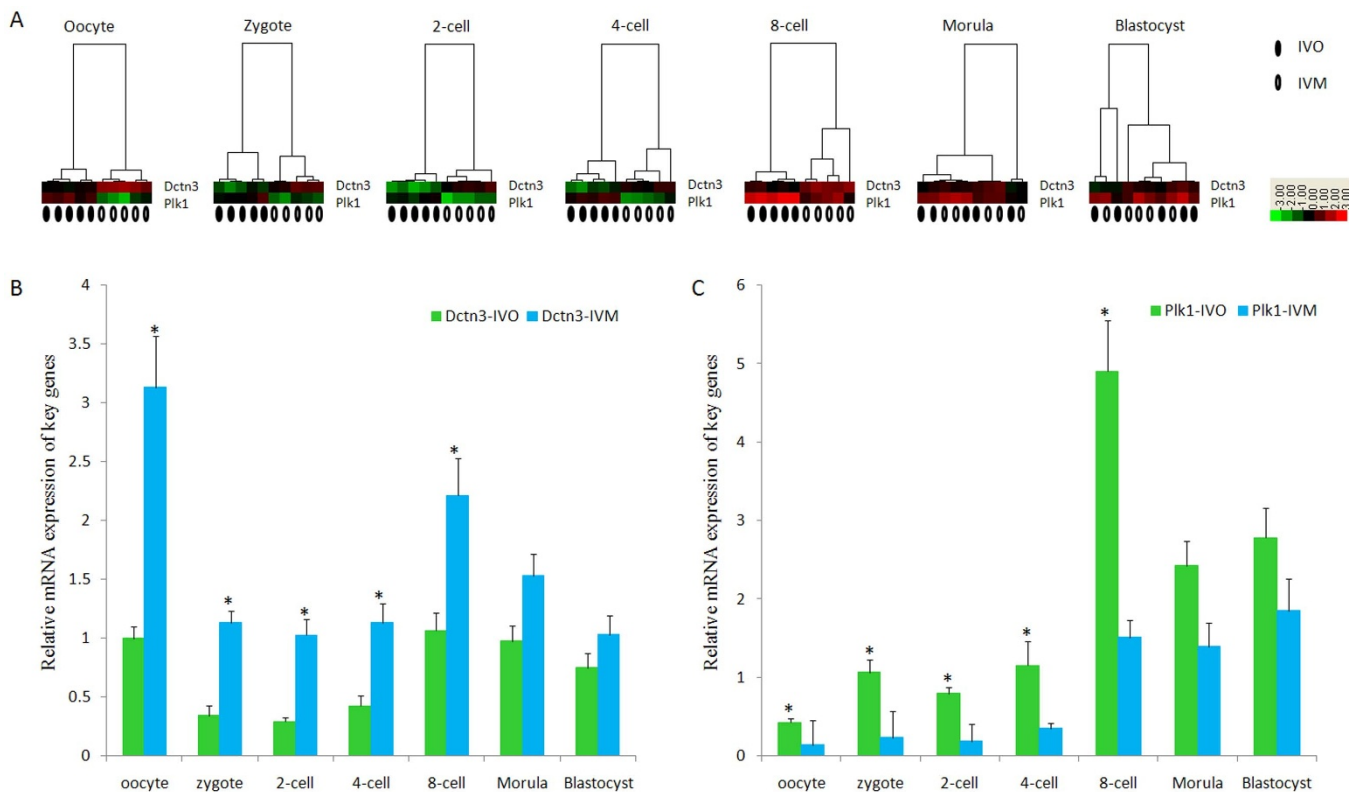 A
Oocyte Zygote 2-cell 4-cell 8-cell Morula Blastocyst
IVO
IVM
Dctn3 Dctn3 Dctn3 Dctn3 Dctn3 Dctn3 Dctn3
Plk1 Plk1 Plk1 Plk1 Plk1 Plk1 Plk1
-3.00 -2.00 -1.00 0.00 1.00 2.00 3.00
B
Relative mRNA expression of key genes
4
3.5
3
2.5
2
1.5
1
0.5
0
Dctn3-IVO Dctn3-IVM
* * * * *
oocyte zygote 2-cell 4-cell 8-cell Morula Blastocyst
C
Relative mRNA expression of key genes
6
5
4
3
2
1
0
Plk1-IVO Plk1-IVM
* * * * *
oocyte zygote 2-cell 4-cell 8-cell Morula Blastocyst